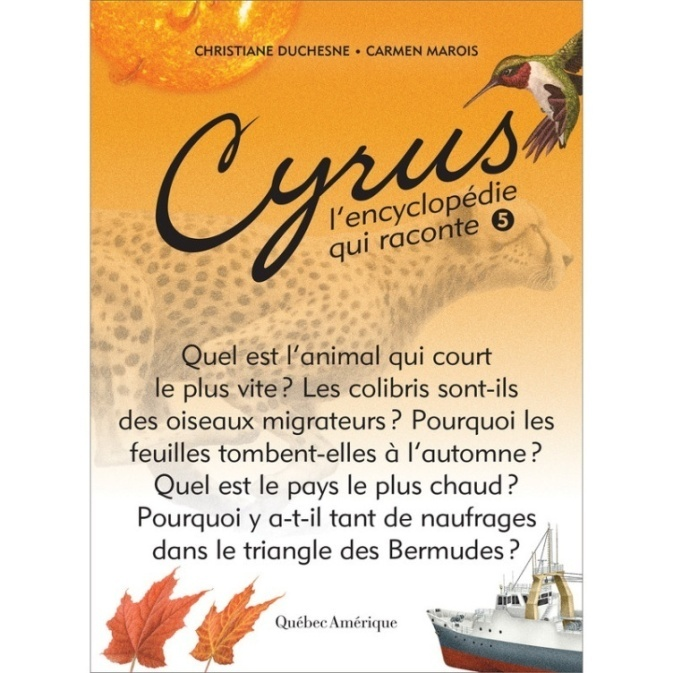 CHRISTIANE DUCHESNE • CARMEN MAROIS
Cyrus
l'encyclopédie
qui raconte 5
Quel est l'animal qui court
le plus vite ? Les colibris sont-ils
des oiseaux migrateurs ? Pourquoi les
feuilles tombent-elles à l'automne ?
Quel est le pays le plus chaud ?
Pourquoi y a-t-il tant de naufrages
dans le triangle des Bermudes ?
Québec Amérique